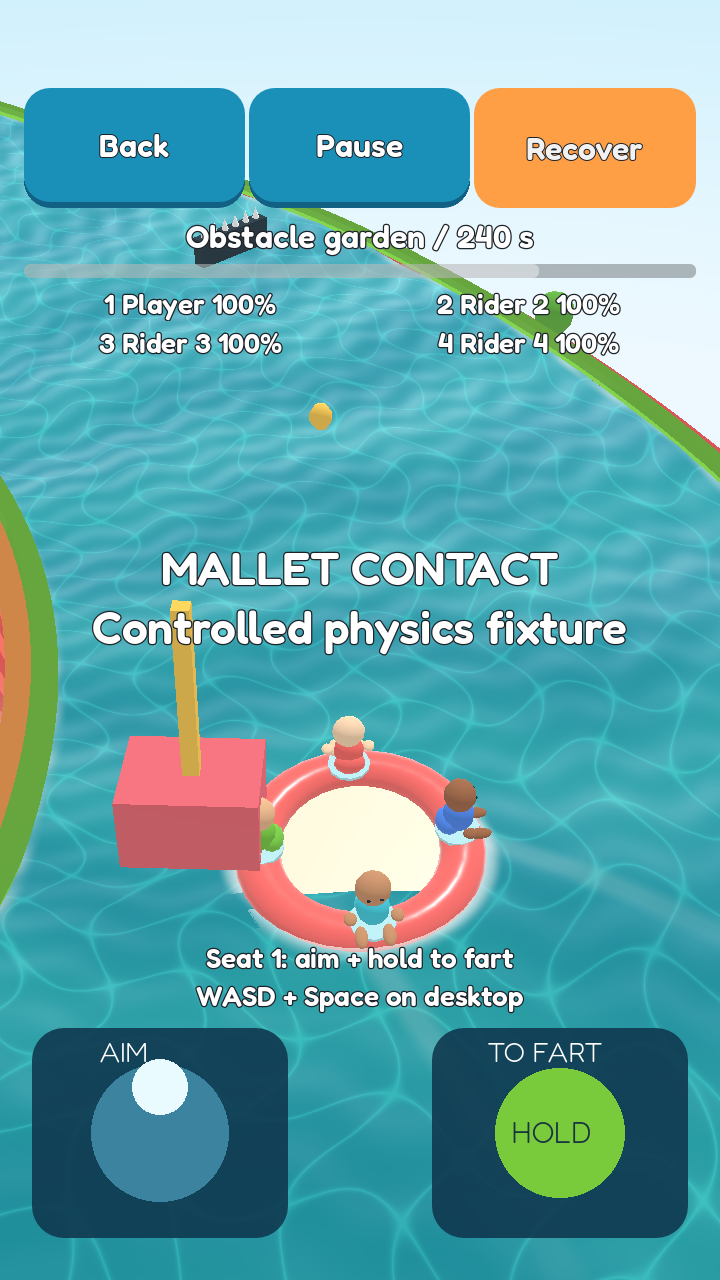 Back
Pause
Recover
Obstacle garden / 240 s
1 Player 100%
2 Rider 2 100%
3 Rider 3 100%
4 Rider 4 100%
MALLET CONTACT
Controlled physics fixture
Seat 1: aim + hold to fart
WASD + Space on desktop
AIM
TO FART
HOLD